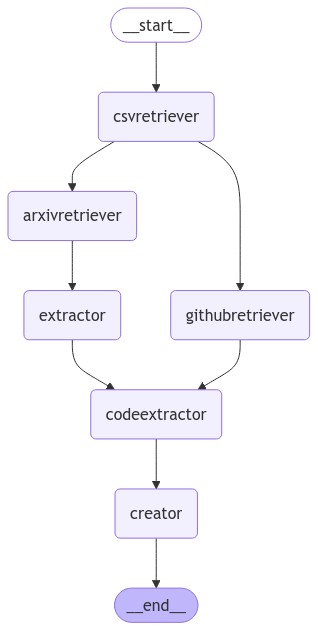 __start__
csvretriever
arxivretriever
extractor
githubretriever
codeextractor
creator
__end__